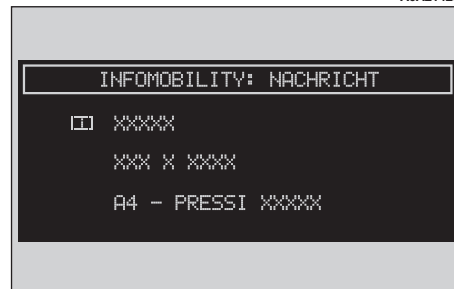 INFOMOBILITY: NACHRICHT
XXXXX
XXX X XXXX
A4 - PRESSI XXXXX